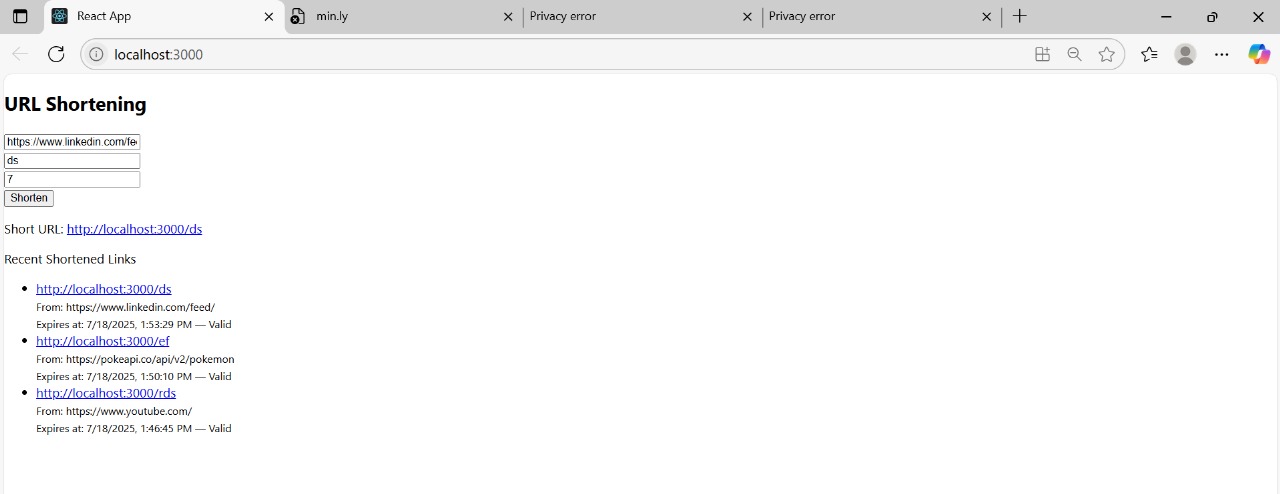 React App
min.ly
Privacy error
Privacy error
localhost:3000
URL Shortening
https://www.linkedin.com/fe
ds
7
Shorten
Short URL: http://localhost:3000/ds
Recent Shortened Links
http://localhost:3000/ds
From: https://www.linkedin.com/feed/
Expires at: 7/18/2025, 1:53:29 PM — Valid
http://localhost:3000/ef
From: https://pokeapi.co/api/v2/pokemon
Expires at: 7/18/2025, 1:50:10 PM — Valid
http://localhost:3000/rds
From: https://www.youtube.com/
Expires at: 7/18/2025, 1:46:45 PM — Valid